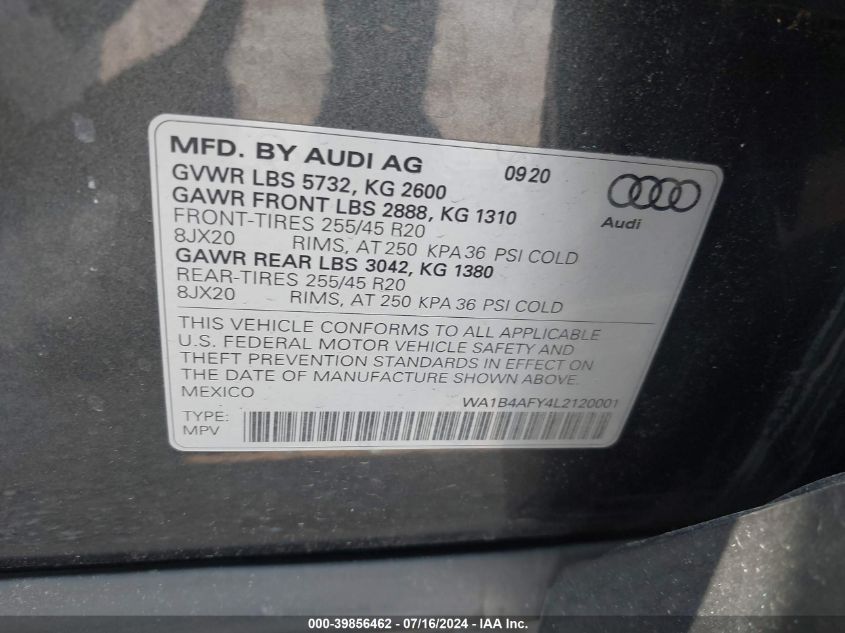 MFD. BY AUDI AG 09 20
GVWR LBS 5732, KG 2600
GAWR FRONT LBS 2888, KG 1310
FRONT-TIRES 255/45 R20
8JX20 RIMS, AT 250 KPA 36 PSI COLD
GAWR REAR LBS 3042, KG 1380
REAR-TIRES 255/45 R20
8JX20 RIMS, AT 250 KPA 36 PSI COLD
Audi
THIS VEHICLE CONFORMS TO ALL APPLICABLE
U.S. FEDERAL MOTOR VEHICLE SAFETY AND
THEFT PREVENTION STANDARDS IN EFFECT ON
THE DATE OF MANUFACTURE SHOWN ABOVE.
MEXICO WA1B4AFY4L2120001
TYPE:
MPV
000-39856462 - 07/16/2024 - IAAI.com